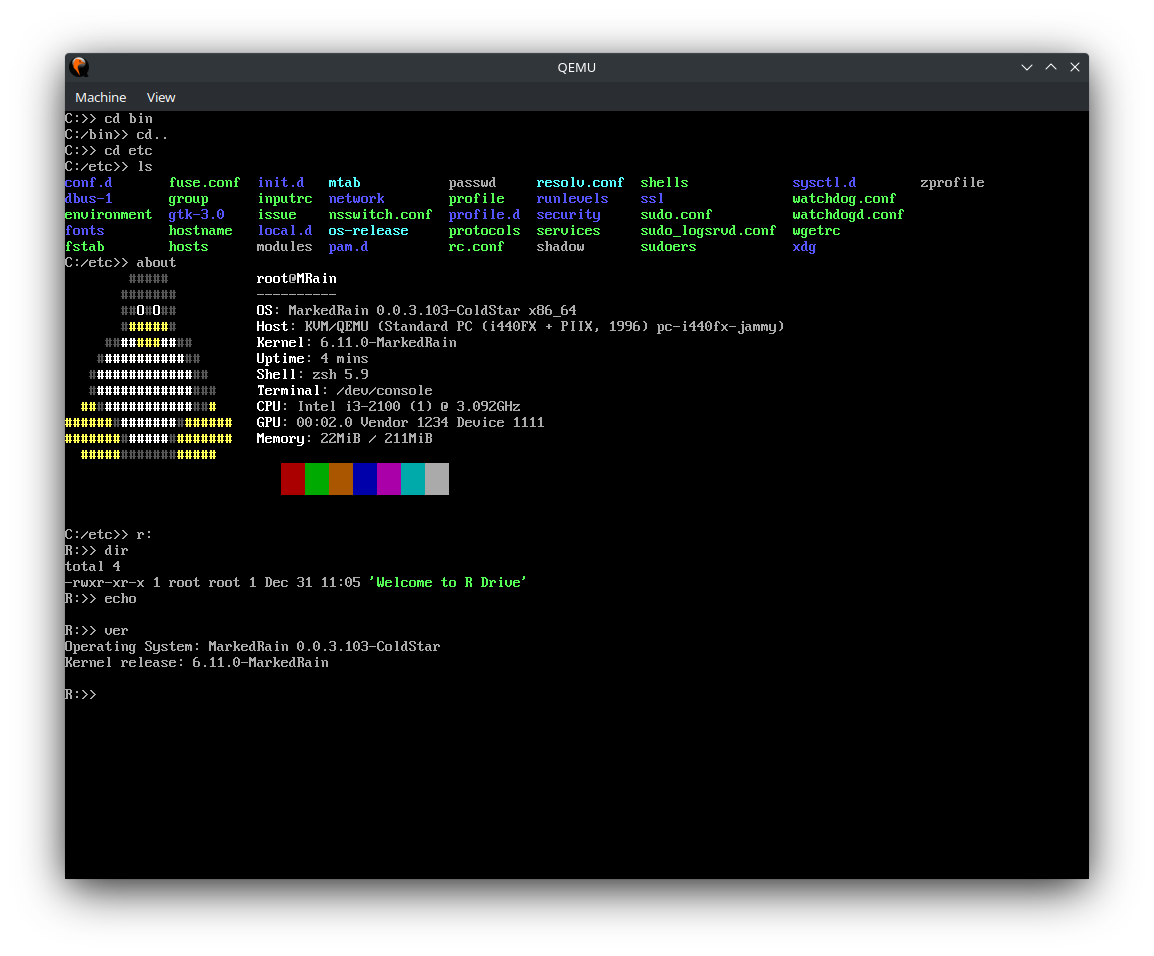 QEMU
Machine View
C:>> cd bin
C:/bin>> cd..
C:>> cd etc
C:/etc>> ls
conf.d fuse.conf init.d mtab passwd resolv.conf shells sysctl.d zprofile
dbus-1 group inputrc network profile runlevels ssl watchdog.conf
environment gtk-3.0 issue nsswitch.conf profile.d security sudo.conf watchdogd.conf
fonts hostname local.d os-release protocols services sudo_logsrvd.conf wgetrc
fstab hosts modules pam.d rc.conf shadow sudoers xdg
C:/etc>> about
##### root@MRain
####### ----------
##O#O## OS: MarkedRain 0.0.3.103-ColdStar x86_64
####### Host: KVM/QEMU (Standard PC (i440FX + PIIX, 1996) pc-i440fx-jammy)
########### Kernel: 6.11.0-MarkedRain
############# Uptime: 4 mins
############### Shell: zsh 5.9
################ Terminal: /dev/console
################# CPU: Intel i3-2100 (1) @ 3.092GHz
##################### GPU: 00:02.0 Vendor 1234 Device 1111
##################### Memory: 22MiB / 211MiB
#################
C:/etc>> r:
R:>> dir
total 4
-rwxr-xr-x 1 root root 1 Dec 31 11:05 'Welcome to R Drive'
R:>> echo
R:>> ver
Operating System: MarkedRain 0.0.3.103-ColdStar
Kernel release: 6.11.0-MarkedRain
R:>>